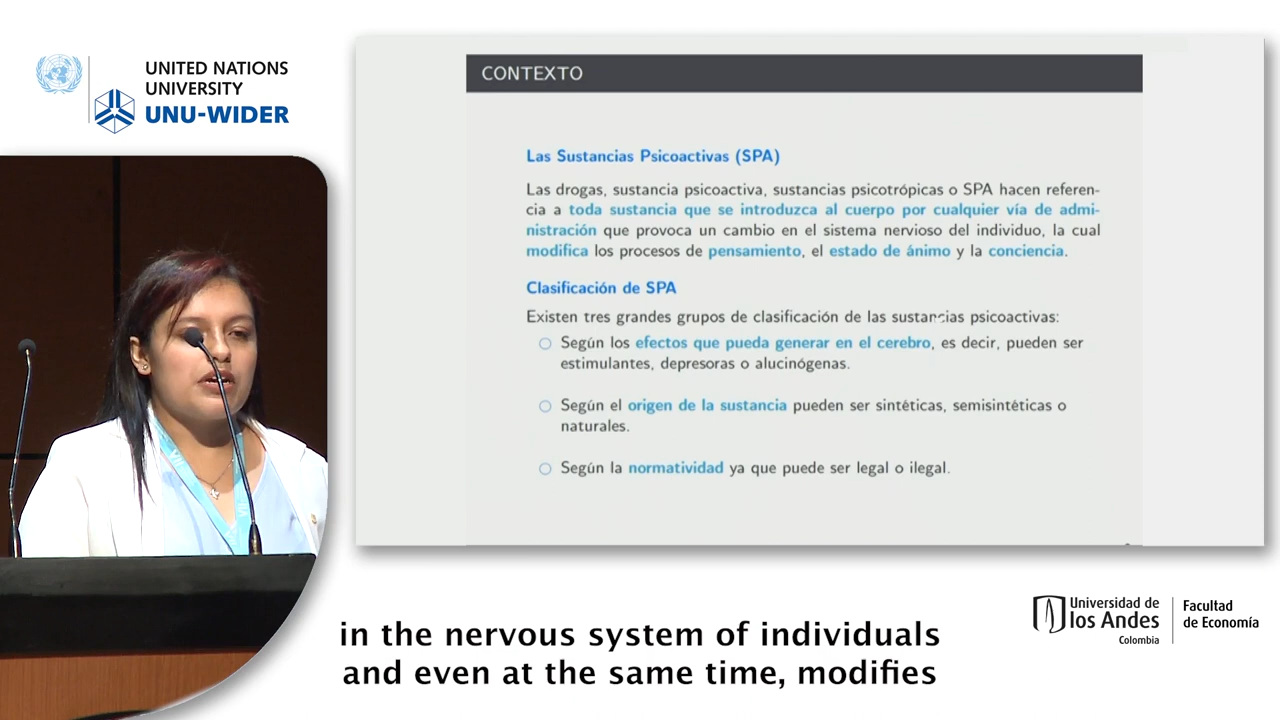 UNITED NATIONS
UNIVERSITY
UNU-WIDER
CONTEXTO
Las Sustancias Psicoactivas (SPA)
Las drogas, sustancia psicoactiva, sustancias psicotrópicas o SPA hacen referen-
cia a toda sustancia que se introduzca al cuerpo por cualquier vía de admi-
nistración que provoca un cambio en el sistema nervioso del individuo, la cual
modifica los procesos de pensamiento, el estado de ánimo y la conciencia.
Clasificación de SPA
Existen tres grandes grupos de clasificación de las sustancias psicoactivas:
Según los efectos que pueda generar en el cerebro, es decir, pueden ser
estimulantes, depresoras o alucinógenas.
Según el origen de la sustancia pueden ser sintéticas, semisintéticas o
naturales.
Según la normatividad ya que puede ser legal o ilegal.
in the nervous system of individuals
and even at the same time, modifies
Universidad de
los Andes
Colombia
Facultad
de Economía